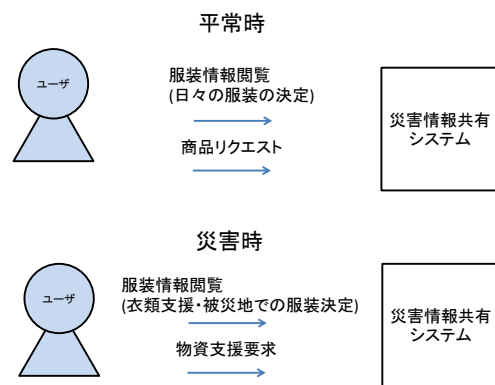 平常時
ユーザ
服装情報閲覧
(日々の服装の決定)
商品リクエスト
災害情報共有
システム
災害時
ユーザ
服装情報閲覧
(衣類支援・被災地での服装決定)
物資支援要求
災害情報共有
システム